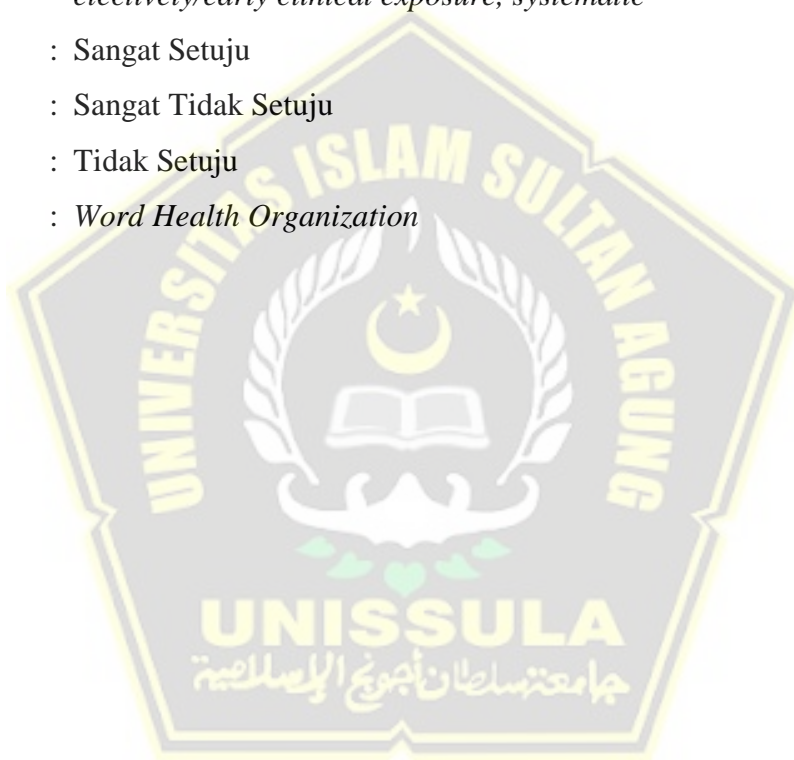 electively/early clinical exposure, systematic
: Sangat Setuju
: Sangat Tidak Setuju
: Tidak Setuju
: Word Health Organization
UNIVERSITAS ISLAM SULTAN AGUNG
UNISSULA
جامعة سلطان أجونج الإسلامية